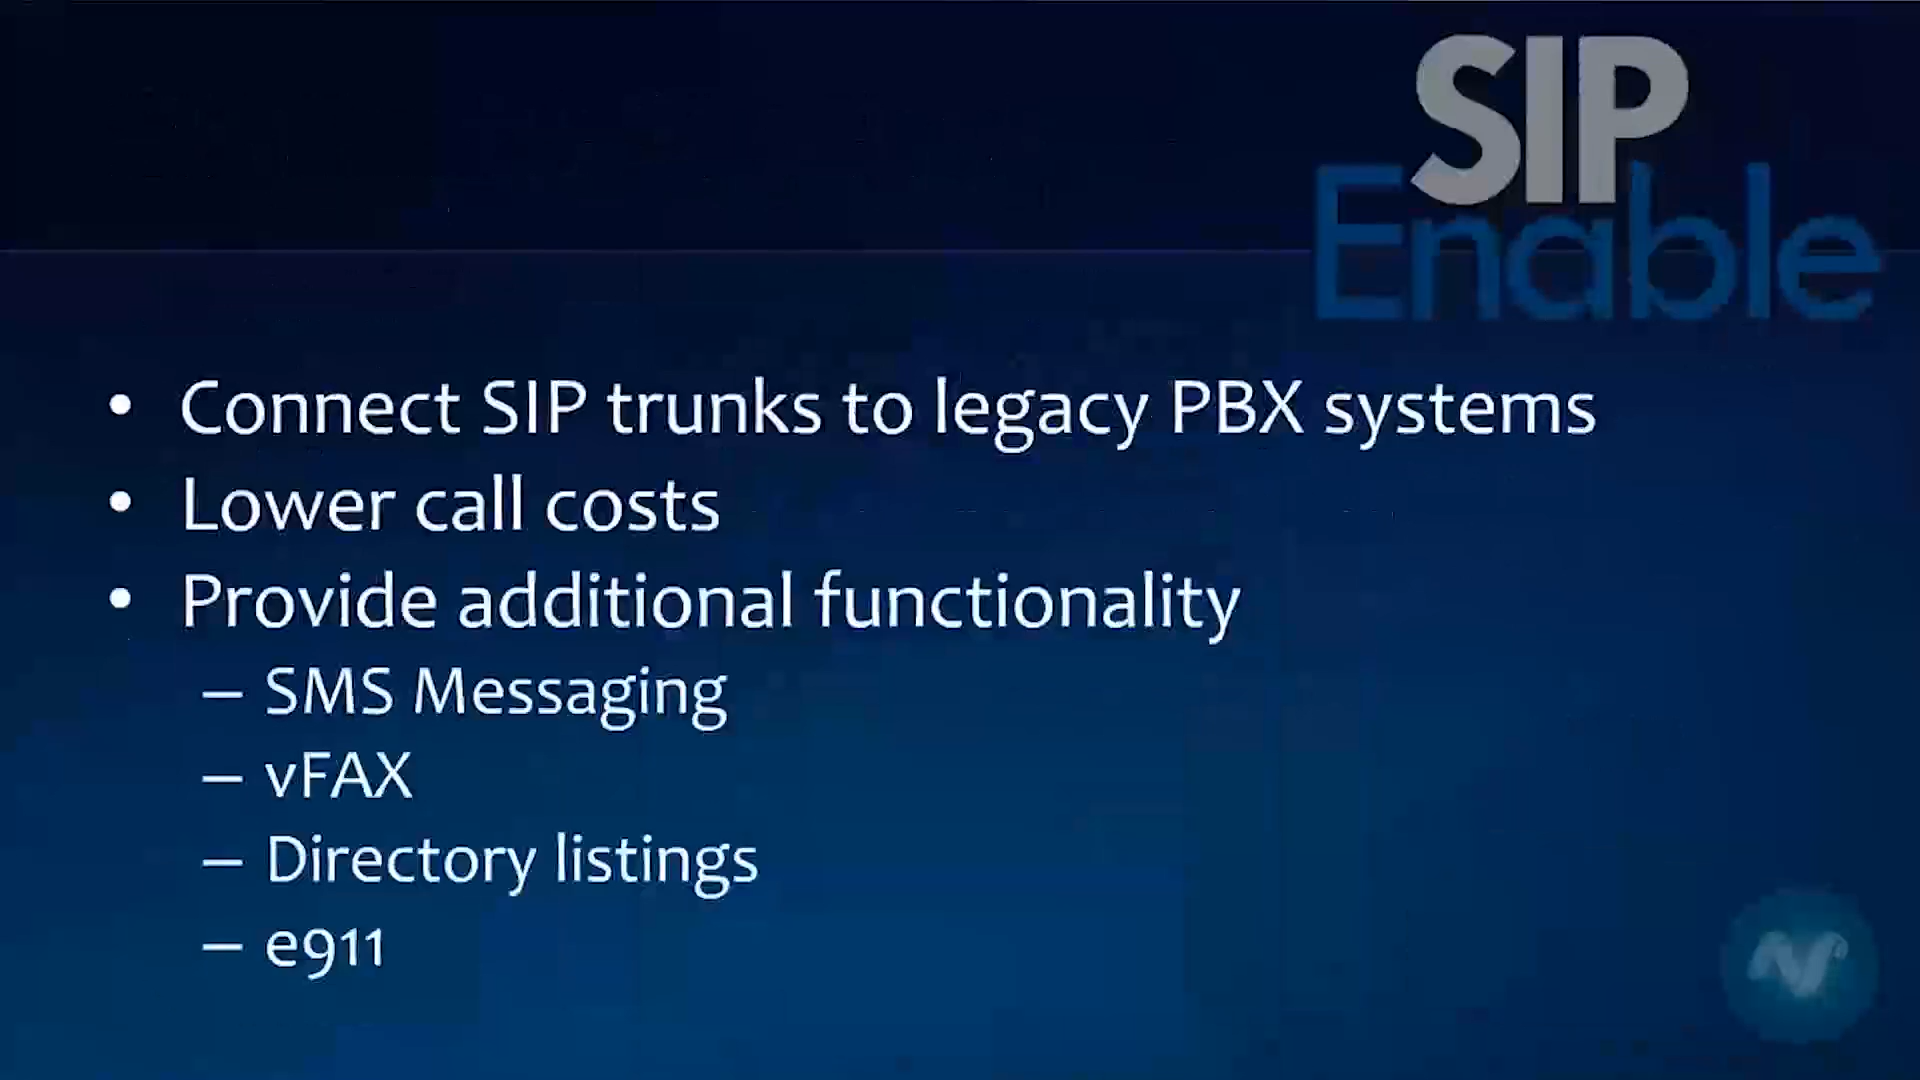 SIP
Enable
• Connect SIP trunks to legacy PBX systems
• Lower call costs
• Provide additional functionality
– SMS Messaging
– vFAX
– Directory listings
– e911